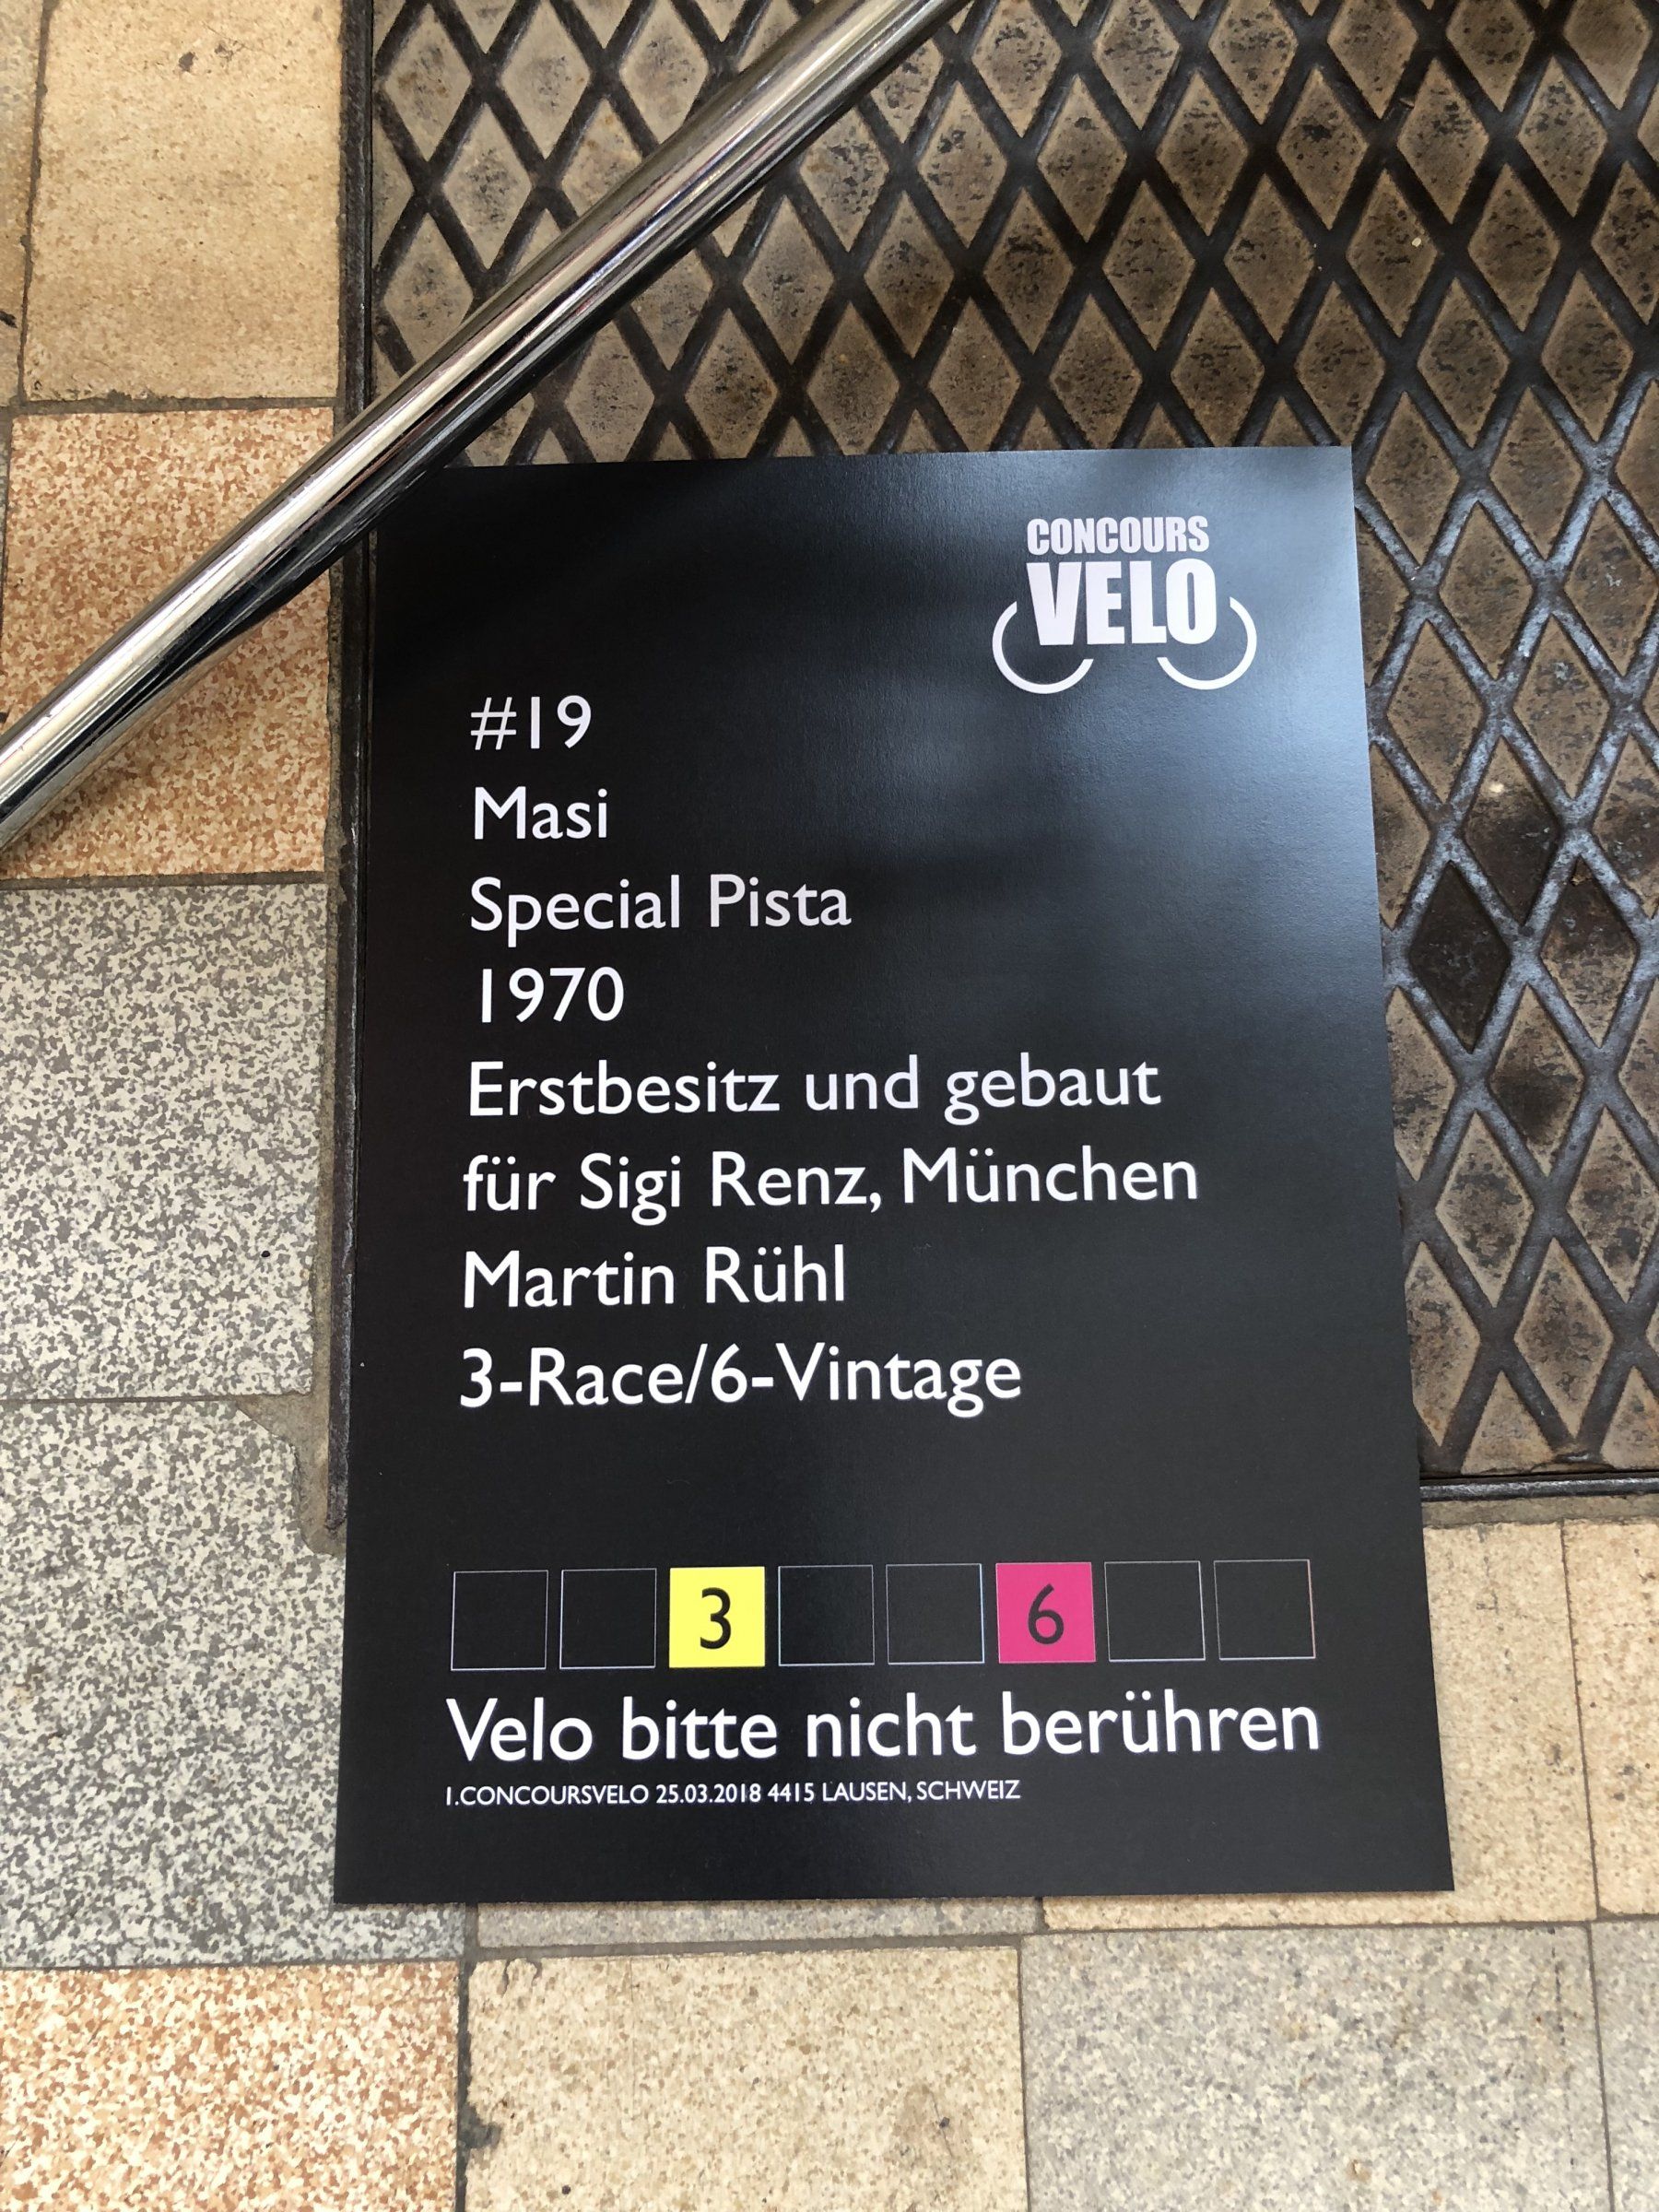 CONCOURS
VELO
#19
Masi
Special Pista
1970
Erstbesitz und gebaut
für Sigi Renz, München
Martin Rühl
3-Race/6-Vintage
3 6
Velo bitte nicht berühren
1.CONCOURSVELO 25.03.2018 4415 LAUSEN, SCHWEIZ